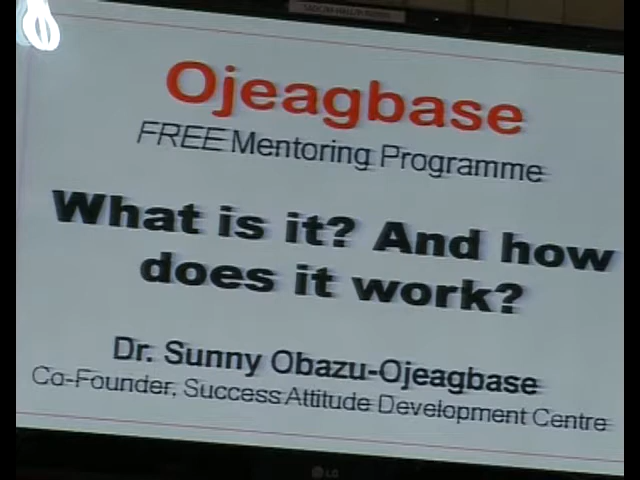 Ojeagbase
FREE Mentoring Programme
What is it? And how
does it work?
Dr. Sunny Obazu-Ojeagbase
Co-Founder, Success Attitude Development Centre
LG